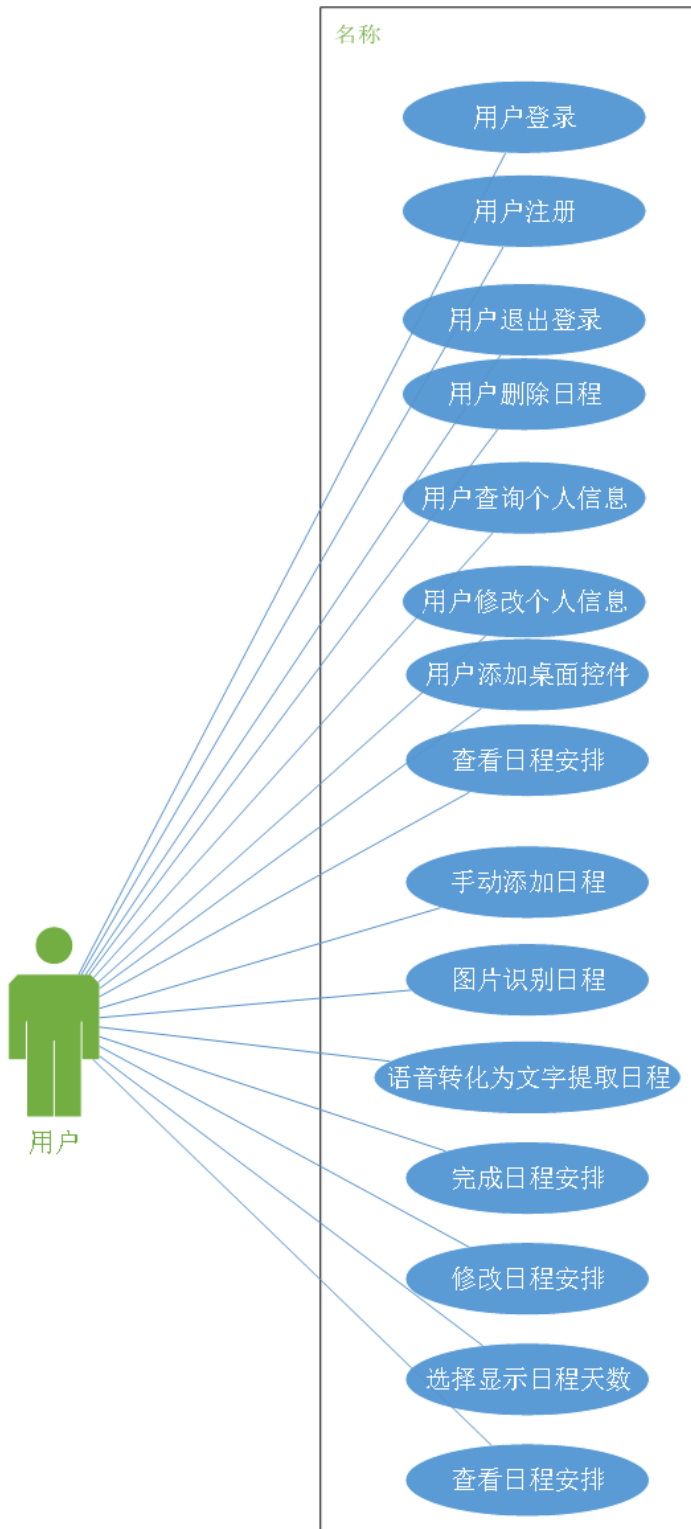 名称
用户登录
用户注册
用户退出登录
用户删除日程
用户查询个人信息
用户修改个人信息
用户添加桌面控件
查看日程安排
手动添加日程
图片识别日程
语音转化为文字提取日程
用户
完成日程安排
修改日程安排
选择显示日程天数
查看日程安排